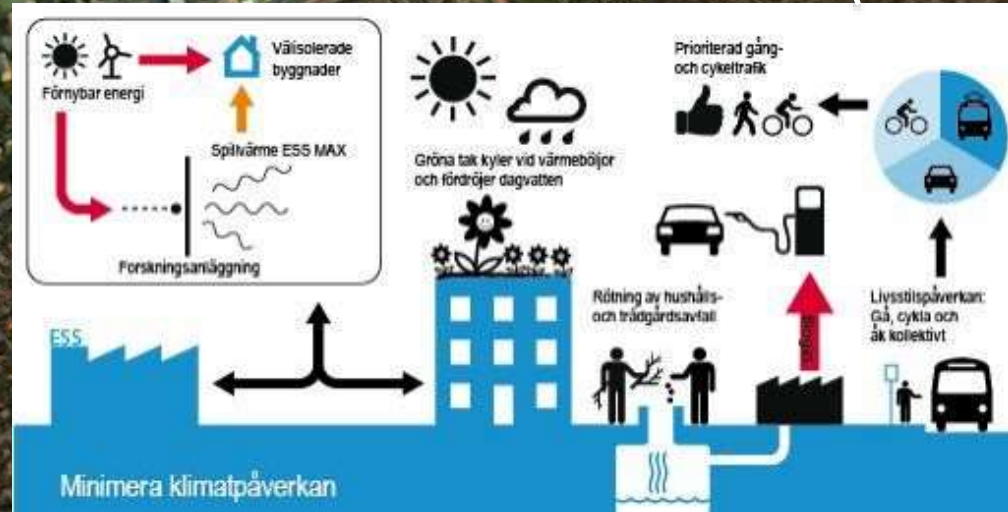 Förnybar energi
Välisolerade
byggnader
Spillvärme ESS MAX
Forskningsanläggning
Gröna tak kyler vid värmeböljor
och fördröjer dagvatten
Prioriterad gång-
och cykeltrafik
Rötning av hushålls-
och trädgårdsavfall
Biogas
Livsstilspåverkan:
Gå, cykla och
åk kollektivt
ESS
Minimera klimatpåverkan